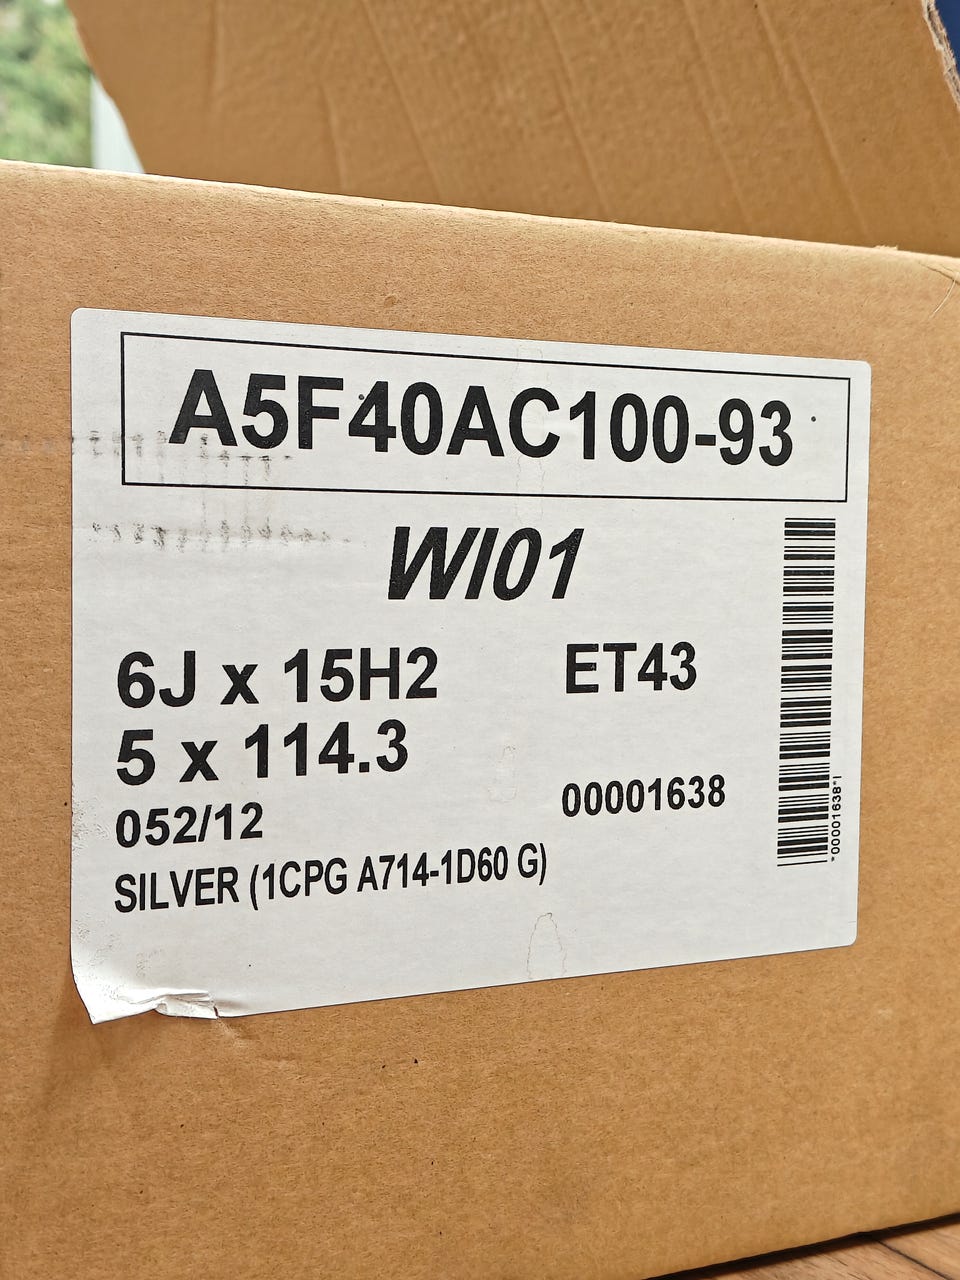 A5F40AC100-93
WI01
6J x 15H2 ET43
5 x 114.3
052/12 00001638
SILVER (1CPG A714-1D60 G)
*00001638*I